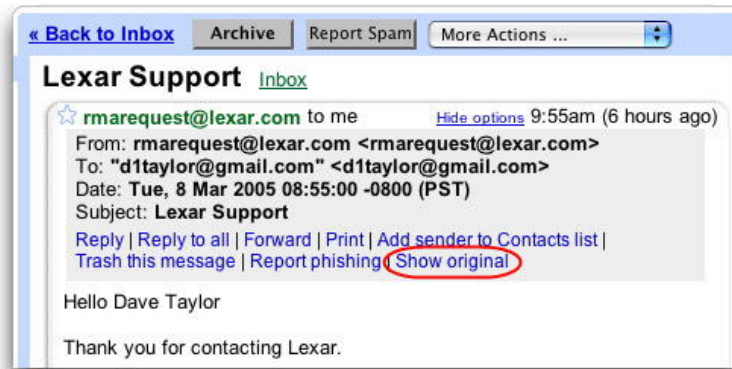 « Back to Inbox Archive Report Spam More Actions ...
Lexar Support Inbox
rmarequest@lexar.com to me Hide options 9:55am (6 hours ago)
From: rmarequest@lexar.com <rmarequest@lexar.com>
To: "d1taylor@gmail.com" <d1taylor@gmail.com>
Date: Tue, 8 Mar 2005 08:55:00 -0800 (PST)
Subject: Lexar Support
Reply | Reply to all | Forward | Print | Add sender to Contacts list |
Trash this message | Report phishing | Show original
Hello Dave Taylor
Thank you for contacting Lexar.